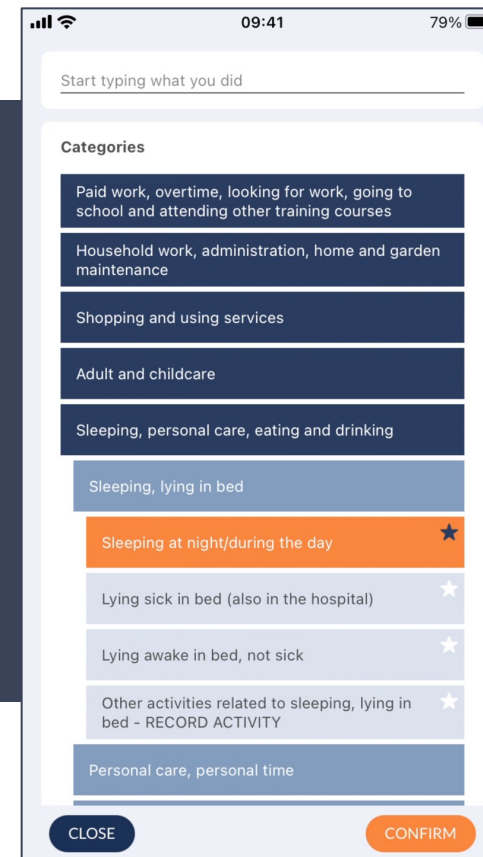 09:41
79%
Start typing what you did
Categories
Paid work, overtime, looking for work, going to
school and attending other training courses
Household work, administration, home and garden
maintenance
Shopping and using services
Adult and childcare
Sleeping, personal care, eating and drinking
Sleeping, lying in bed
Sleeping at night/during the day
Lying sick in bed (also in the hospital)
Lying awake in bed, not sick
Other activities related to sleeping, lying in
bed - RECORD ACTIVITY
Personal care, personal time
CLOSE
CONFIRM